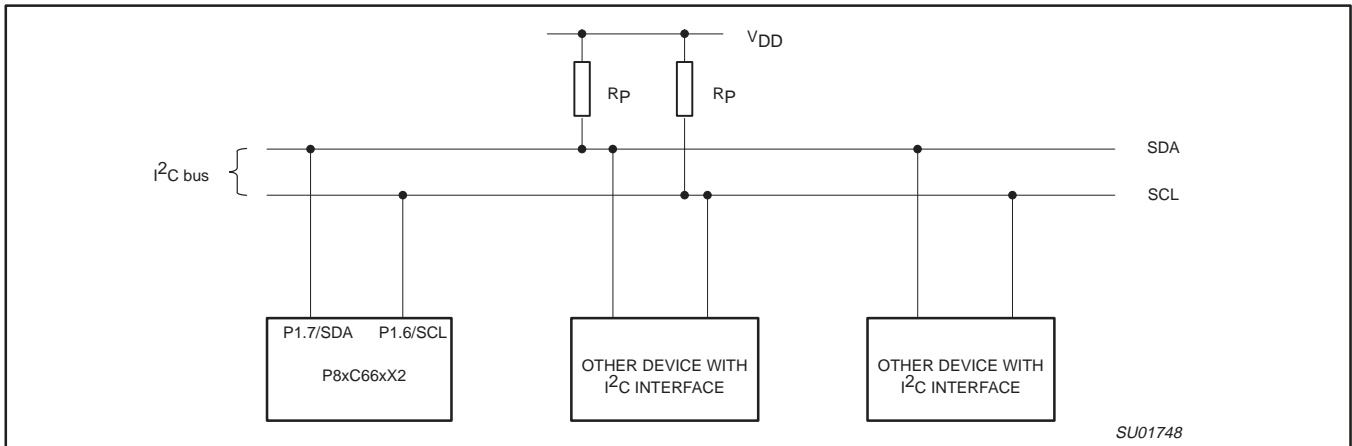 VDD
RP RP
SDA
I2C bus
SCL
P1.7/SDA P1.6/SCL
P8xC66xX2
OTHER DEVICE WITH
I2C INTERFACE
OTHER DEVICE WITH
I2C INTERFACE
SU01748